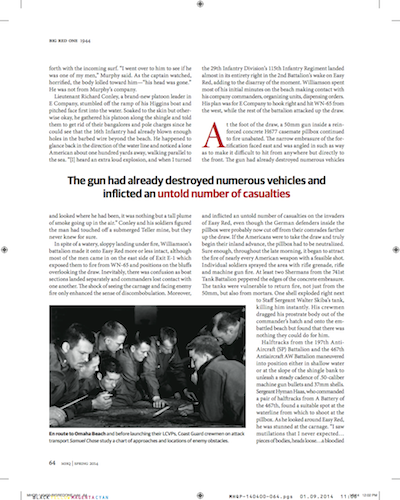 BIG RED ONE 1944
forth with the incoming surf. "I went over to him to see if he
was one of my men," Murphy said. As the captain watched,
horrified, the body lolled toward him—"his head was gone."
He was not from Murphy's company.
Lieutenant Richard Conley, a brand-new platoon leader in
E Company, stumbled off the ramp of his Higgins boat and
pitched face first into the water. Soaked to the skin but other-
wise okay, he gathered his platoon along the shingle and told
them to get rid of their bangalores and pole charges since he
could see that the 16th Infantry had already blown enough
holes in the barbed wire beyond the beach. He happened to
glance back in the direction of the water line and noticed a lone
American about one hundred yards away, walking parallel to
the sea. "[I] heard an extra loud explosion, and when I turned
the 29th Infantry Division's 115th Infantry Regiment landed
almost in its entirety right in the 2nd Battalion's wake on Easy
Red, adding to the disarray of the moment. Williamson spent
most of his initial minutes on the beach making contact with
his company commanders, organizing units, dispensing orders.
His plan was for E Company to hook right and hit WN-65 from
the west, while the rest of the battalion attacked up the draw.
At the foot of the draw, a 50mm gun inside a rein-
forced concrete H677 casemate pillbox continued
to fire unabated. The narrow embrasure of the for-
tification faced east and was angled in such as way
as to make it difficult to hit from anywhere but directly to
the front. The gun had already destroyed numerous vehicles
The gun had already destroyed numerous vehicles and
inflicted an untold number of casualties
and looked where he had been, it was nothing but a tall plume
of smoke going up in the air." Conley and his soldiers figured
the man had touched off a submerged Teller mine, but they
never knew for sure.
In spite of a watery, sloppy landing under fire, Williamson's
battalion made it onto Easy Red more or less intact, although
most of the men came in on the east side of Exit E-1 which
exposed them to fire from WN-65 and positions on the bluffs
overlooking the draw. Inevitably, there was confusion as boat
sections landed separately and commanders lost contact with
one another. The shock of seeing the carnage and facing enemy
fire only enhanced the sense of discombobulation. Moreover,
and inflicted an untold number of casualties on the invaders
of Easy Red, even though the German defenders inside the
pillbox were probably now cut off from their comrades farther
up the draw. If the Americans were to take the draw and truly
begin their inland advance, the pillbox had to be neutralized.
Sure enough, throughout the late morning, it began to attract
the fire of nearly every American weapon with a feasible shot.
Individual soldiers sprayed the area with rifle grenade, rifle
and machine gun fire. At least two Shermans from the 741st
Tank Battalion peppered the edges of the concrete embrasure.
The tanks were vulnerable to return fire, not just from the
50mm, but also from mortars. One shell exploded right next
to Staff Sergeant Walter Skiba's tank,
killing him instantly. His crewmen
dragged his prostrate body out of the
commander's hatch and onto the em-
battled beach but found that there was
nothing they could do for him.
Halftracks from the 197th Anti-
Aircraft (SP) Battalion and the 467th
Antiaircraft AW Battalion maneuvered
into position either in shallow water
or at the slope of the shingle bank to
unleash a steady cadence of .50-caliber
machine gun bullets and 37mm shells.
Sergeant Hyman Haas, who commanded
a pair of halftracks from A Battery of
the 467th, found a suitable spot at the
waterline from which to shoot at the
pillbox. As he looked around Easy Red,
he was stunned at the carnage. "I saw
mutilations that I never expected....
pieces of bodies, heads loose...a bloodied
En route to Omaha Beach and before launching their LCVPs, Coast Guard crewmen on attack
transport Samuel Chase study a chart of approaches and locations of enemy obstacles.
64 MHQ | SPRING 2014
BLACK YELLOW MAGENTA CYAN
MHQP-140400-064.pgs 01.09.2014